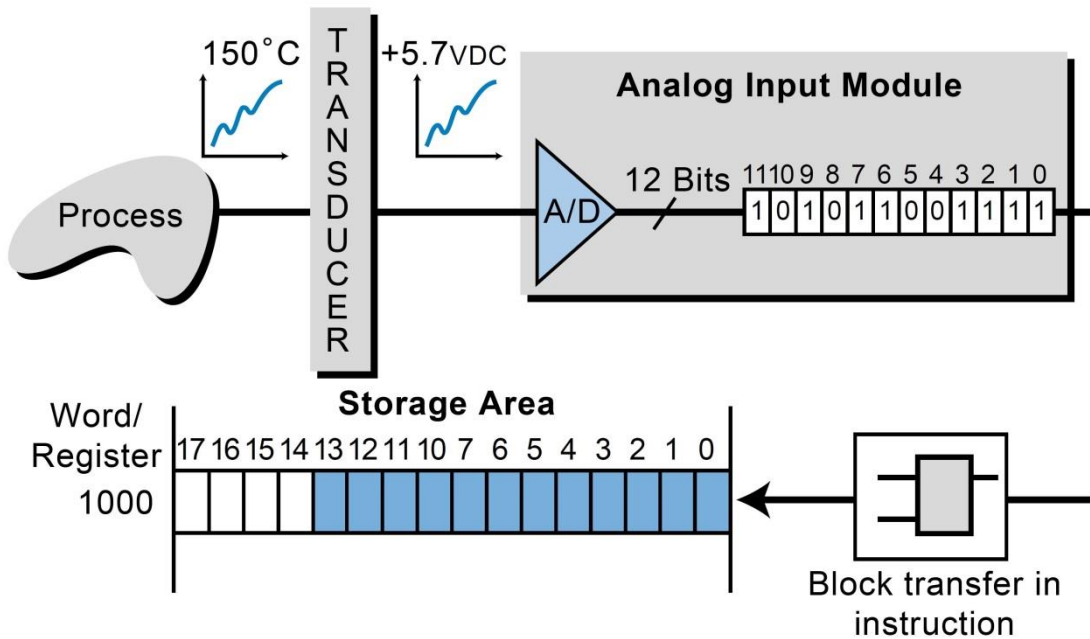 150°C
TRANSDUCER
+5.7VDC
Analog Input Module
Process
A/D
12 Bits
11 10 9 8 7 6 5 4 3 2 1 0
1 0 1 0 1 1 0 0 1 1 1 1
Storage Area
Word/
Register
1000
17 16 15 14 13 12 11 10 7 6 5 4 3 2 1 0
Block transfer in
instruction